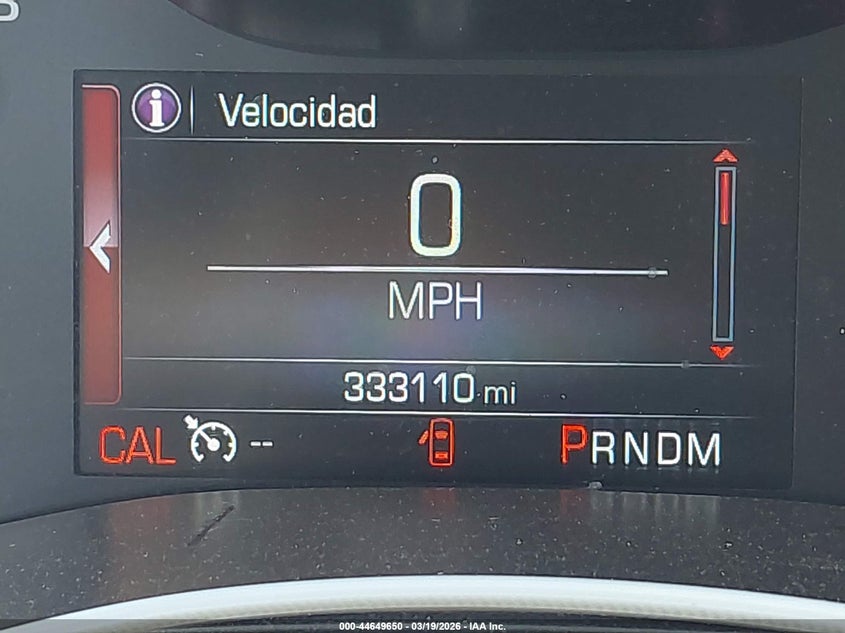 Velocidad
0
MPH
333110 mi
CAL --
PRNDM
000-44649650 - 03/19/2026 - IAA Inc.